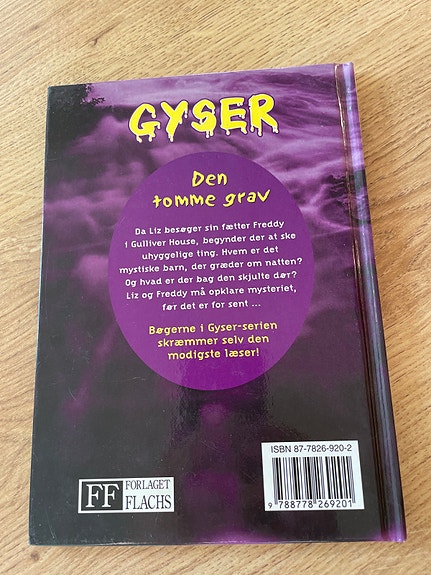 GYSER
Den
tomme grav
Da Liz besøger sin fætter Freddy
i Gulliver House, begynder der at ske
uhyggelige ting. Hvem er det
mystiske barn, der græder om natten?
Og hvad er der bag den skjulte dør?
Liz og Freddy må opklare mysteriet,
før det er for sent ...
Bøgerne i Gyser-serien
skræmmer selv den
modigste læser!
ISBN 87-7826-920-2
9 788778 269201
FF FORLAGET
FLACHS